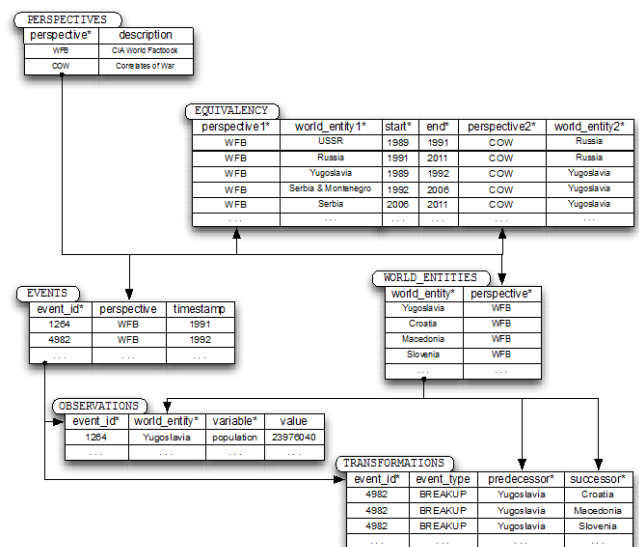 PERSPECTIVES
perspective* description
WFB CIA World Factbook
COW Correlates of War
EQUIVALENCY
perspective1* world_entity1* start* end* perspective2* world_entity2*
WFB USSR 1989 1991 COW Russia
WFB Russia 1991 2011 COW Russia
WFB Yugoslavia 1989 1992 COW Yugoslavia
WFB Serbia & Montenegro 1992 2006 COW Yugoslavia
WFB Serbia 2006 2011 COW Yugoslavia
. . . . . . . . . . . . . . . . . .
EVENTS
event_id* perspective timestamp
1264 WFB 1991
4982 WFB 1992
. . . . . . . . .
WORLD_ENTITIES
world_entity* perspective*
Yugoslavia WFB
Croatia WFB
Macedonia WFB
Slovenia WFB
. . . . . .
OBSERVATIONS
event_id* world_entity* variable* value
1264 Yugoslavia population 23976040
. . . . . . . . . . . .
TRANSFORMATIONS
event_id* event_type predecessor* successor*
4982 BREAKUP Yugoslavia Croatia
4982 BREAKUP Yugoslavia Macedonia
4982 BREAKUP Yugoslavia Slovenia
. . . . . . . . . . . .